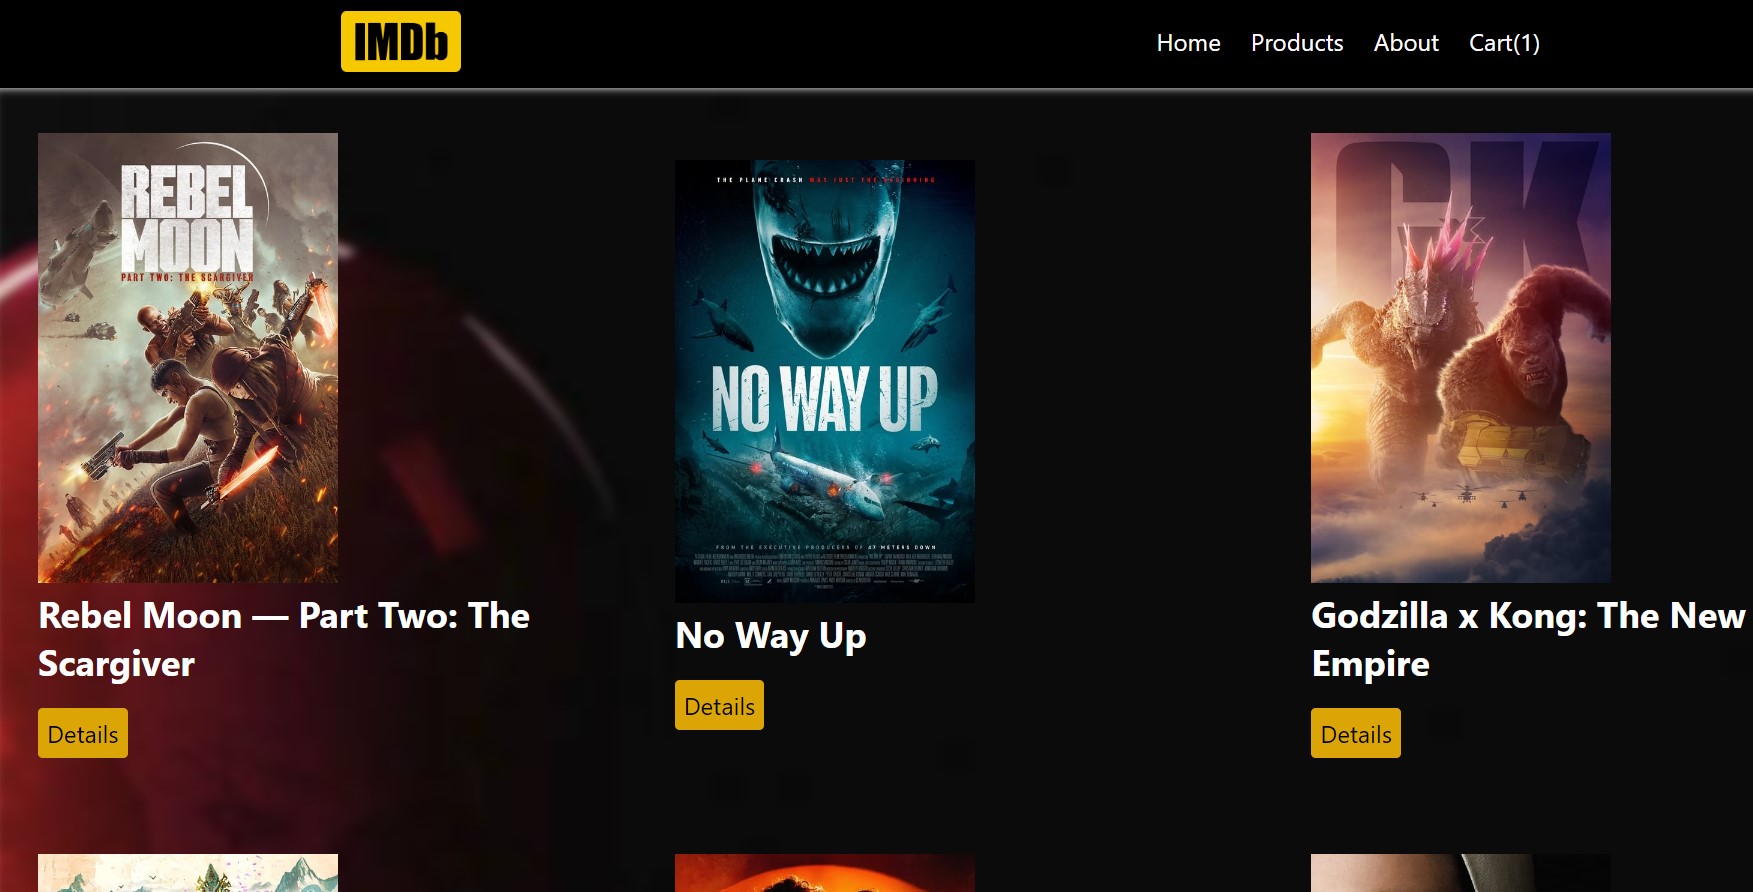 IMDb
Home Products About Cart(1)
REBEL
MOON
PART TWO: THE SCARGIVER
THE PLANE CRASH WAS JUST THE BEGINNING
NO WAY UP
FROM THE EXECUTIVE PRODUCERS OF 47 METERS DOWN
GK
Rebel Moon — Part Two: The
Scargiver
Details
No Way Up
Details
Godzilla x Kong: The New
Empire
Details